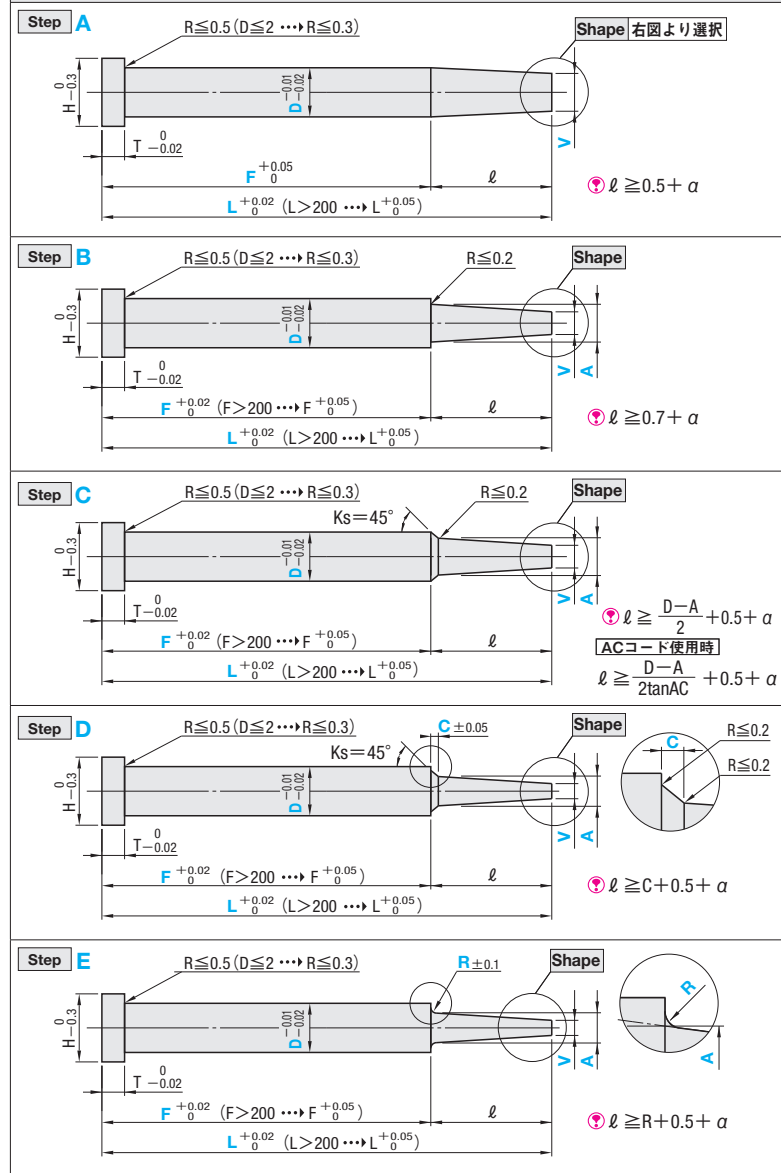 Step A
R≦0.5(D≦2 ‥‥▸ R≦0.3)
Shape 右図より選択
H 0 −0.3
D −0.01 −0.02
V
T 0 −0.02
F +0.05 0
ℓ
L +0.02 0 (L>200 ‥‥▸ L +0.05 0)
ℓ ≧0.5+ α
Step B
R≦0.5(D≦2 ‥‥▸ R≦0.3)
R≦0.2
Shape
H 0 −0.3
D −0.01 −0.02
V
A
T 0 −0.02
F +0.02 0 (F>200 ‥‥▸ F +0.05 0)
ℓ
L +0.02 0 (L>200 ‥‥▸ L +0.05 0)
ℓ ≧0.7+ α
Step C
R≦0.5(D≦2 ‥‥▸ R≦0.3)
Ks=45°
R≦0.2
Shape
H 0 −0.3
D −0.01 −0.02
V
A
T 0 −0.02
F +0.02 0 (F>200 ‥‥▸ F +0.05 0)
ℓ
L +0.02 0 (L>200 ‥‥▸ L +0.05 0)
ℓ ≧ D−A / 2 +0.5+ α
ACコード使用時
ℓ ≧ D−A / 2tanAC +0.5+ α
Step D
R≦0.5(D≦2 ‥‥▸ R≦0.3)
Ks=45°
C ±0.05
Shape
C
R≦0.2
R≦0.2
H 0 −0.3
D −0.01 −0.02
V
A
T 0 −0.02
F +0.02 0 (F>200 ‥‥▸ F +0.05 0)
ℓ
L +0.02 0 (L>200 ‥‥▸ L +0.05 0)
ℓ ≧C+0.5+ α
Step E
R≦0.5(D≦2 ‥‥▸ R≦0.3)
R ±0.1
Shape
R
A
H 0 −0.3
D −0.01 −0.02
V
A
T 0 −0.02
F +0.02 0 (F>200 ‥‥▸ F +0.05 0)
ℓ
L +0.02 0 (L>200 ‥‥▸ L +0.05 0)
ℓ ≧R+0.5+ α